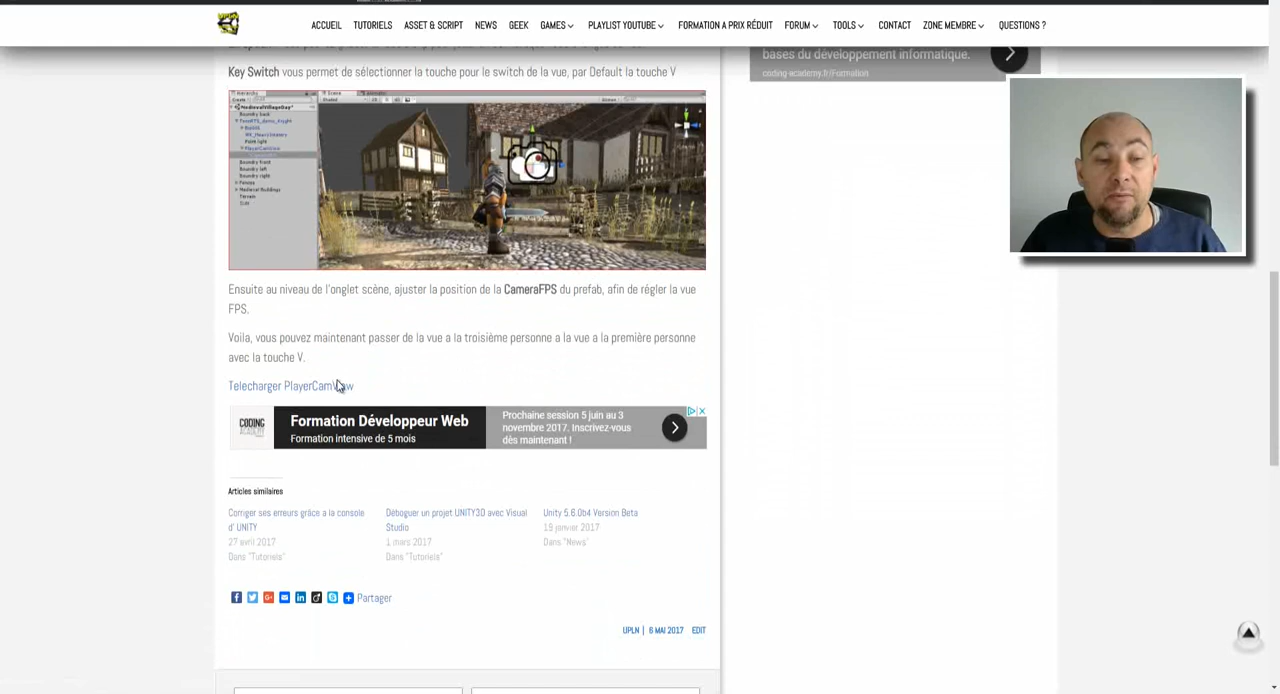 UPLN
ACCUEIL TUTORIELS ASSET & SCRIPT NEWS GEEK GAMES PLAYLIST YOUTUBE FORMATION A PRIX RÉDUIT FORUM TOOLS CONTACT ZONE MEMBRE QUESTIONS ?
bases du développement informatique.
coding-academy.fr/Formation
Key Switch vous permet de sélectionner la touche pour le switch de la vue, par Default la touche V
Ensuite au niveau de l'onglet scène, ajuster la position de la CameraFPS du prefab, afin de régler la vue
FPS.
Voila, vous pouvez maintenant passer de la vue a la troisième personne a la vue a la première personne
avec la touche V.
Telecharger PlayerCamView
CODING
ACADEMY
Formation Développeur Web
Formation intensive de 5 mois
Prochaine session 5 juin au 3
novembre 2017. Inscrivez-vous
dès maintenant !
Articles similaires
Corriger ses erreurs grâce a la console
d' UNITY
27 avril 2017
Dans "Tutoriels"
Déboguer un projet UNITY3D avec Visual
Studio
1 mars 2017
Dans "Tutoriels"
Unity 5.6.0b4 Version Beta
19 janvier 2017
Dans "News"
Partager
UPLN | 6 MAI 2017 EDIT